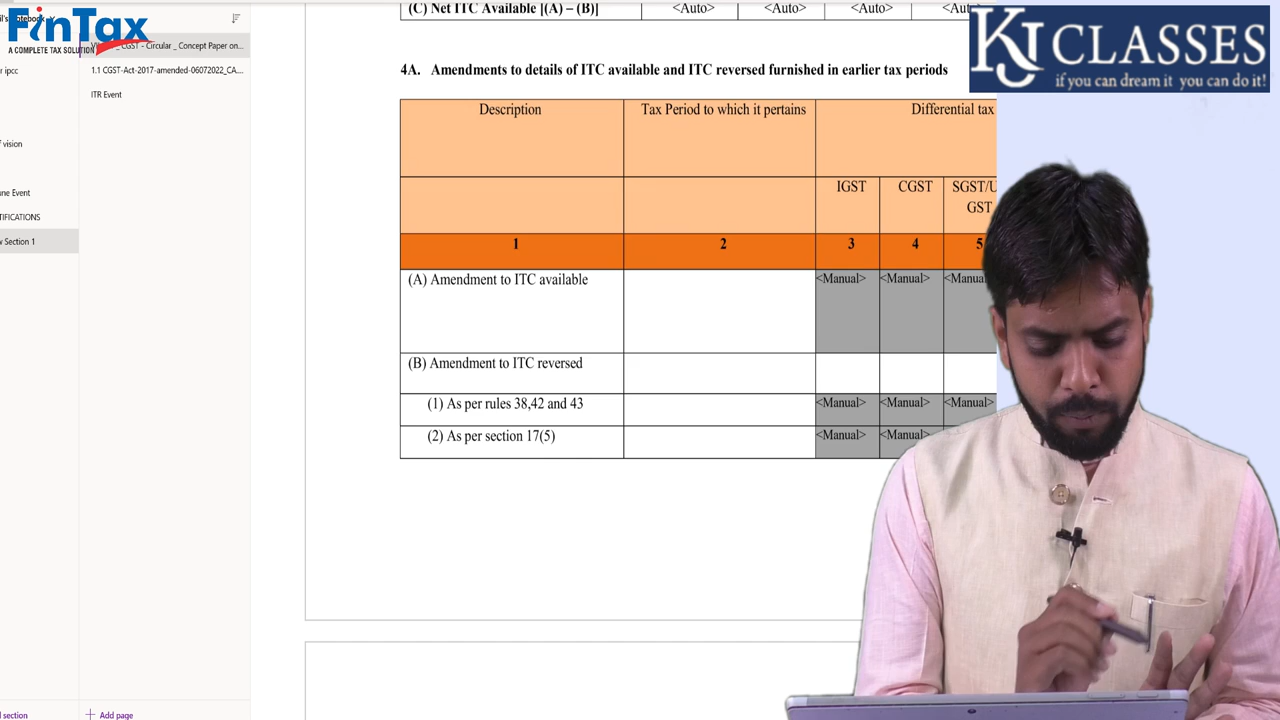 FinTax
A COMPLETE TAX SOLUTION
CGST - Circular _ Concept Paper on...
r ipcc
1.1 CGST-Act-2017-amended-06072022_CA....
ITR Event
f vision
une Event
TIFICATIONS
v Section 1
l section
Add page
(C) Net ITC Available [(A) – (B)]
<Auto>
<Auto>
<Auto>
<Auto>
4A. Amendments to details of ITC available and ITC reversed furnished in earlier tax periods
Description
Tax Period to which it pertains
Differential tax
IGST
CGST
SGST/U
GST
1
2
3
4
5
(A) Amendment to ITC available
<Manual>
<Manual>
<Manual>
(B) Amendment to ITC reversed
(1) As per rules 38,42 and 43
<Manual>
<Manual>
<Manual>
(2) As per section 17(5)
<Manual>
<Manual>
KJ CLASSES
if you can dream it you can do it!